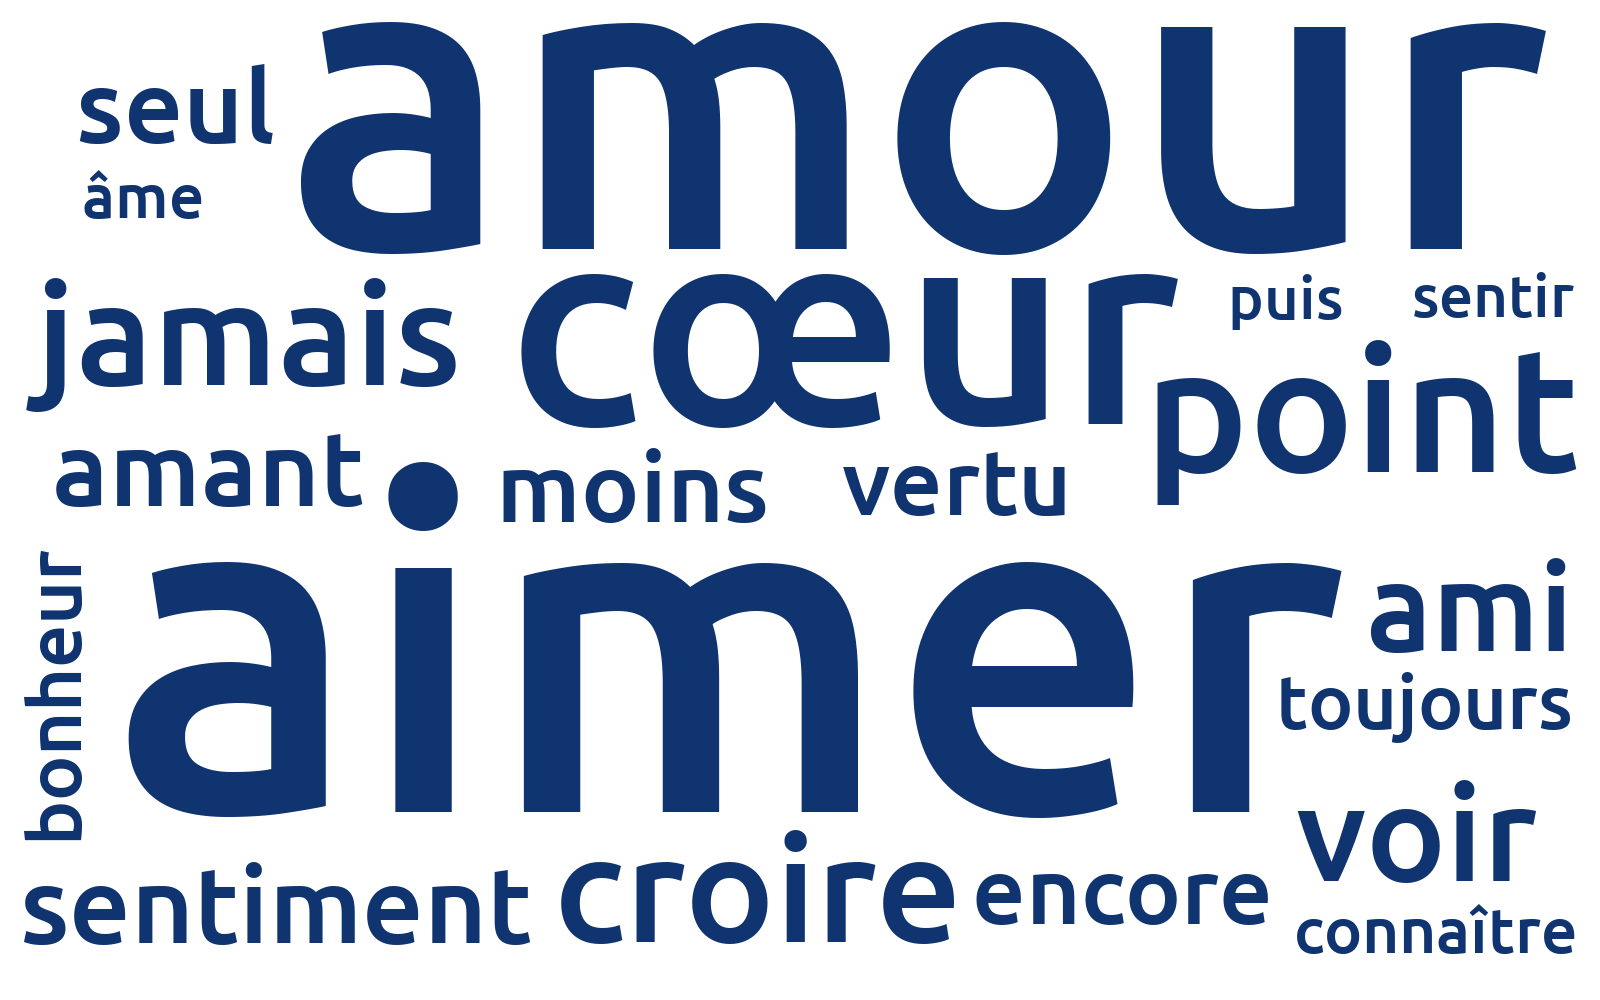 amour
seul
âme
jamais
cœur
puis
sentir
point
amant
moins
vertu
aimer
bonheur
ami
toujours
voir
sentiment
croire
encore
connaître